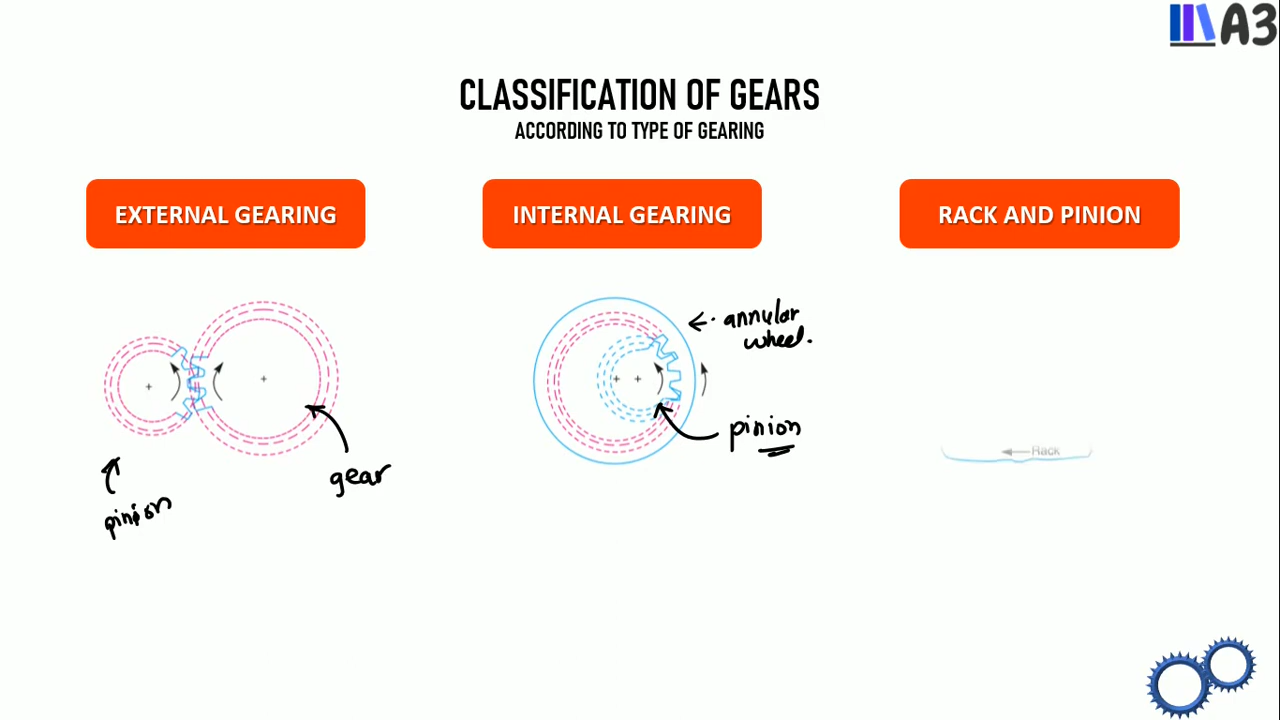 A3
CLASSIFICATION OF GEARS
ACCORDING TO TYPE OF GEARING
EXTERNAL GEARING
INTERNAL GEARING
RACK AND PINION
annular
wheel.
pinion
gear
pinion
Rack